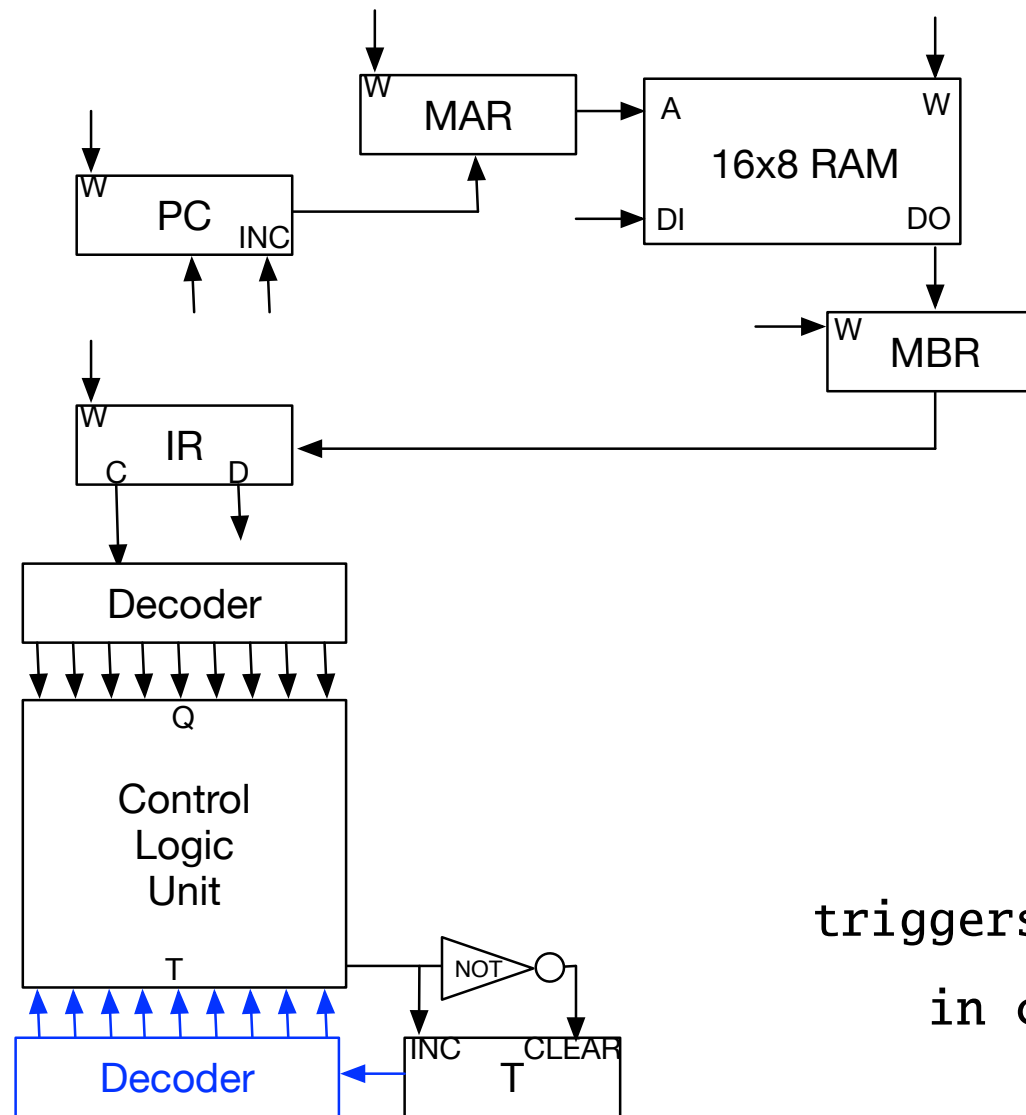 W
MAR
A
W
16x8 RAM
DI
DO
W
PC
INC
W
MBR
W
IR
C
D
Decoder
Q
Control
Logic
Unit
T
NOT
INC
CLEAR
T
Decoder
triggers
in